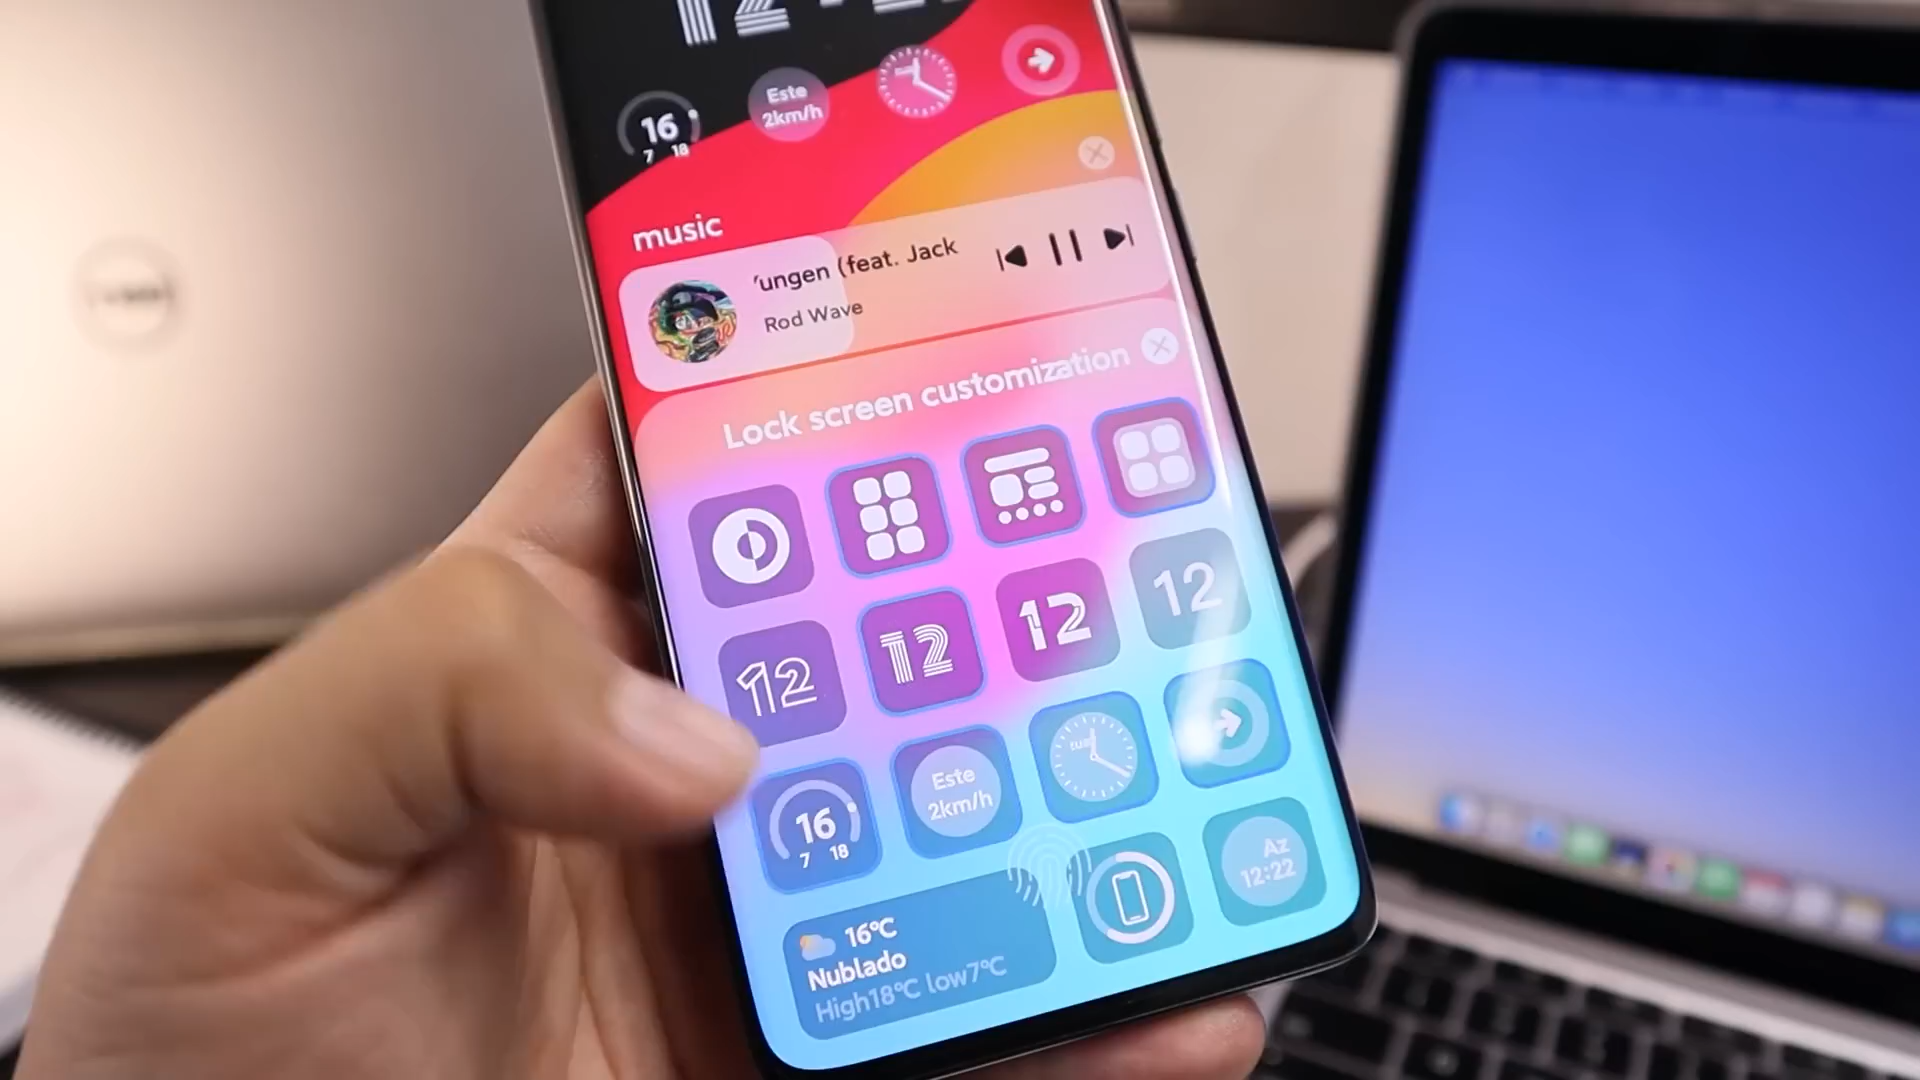 16
7 18
Este
2km/h
music
ungen (feat. Jack
Rod Wave
Lock screen customization
12
12
12
12
16
7 18
Este
2km/h
16°C
Nublado
High18°C low7°C
Az
12:22